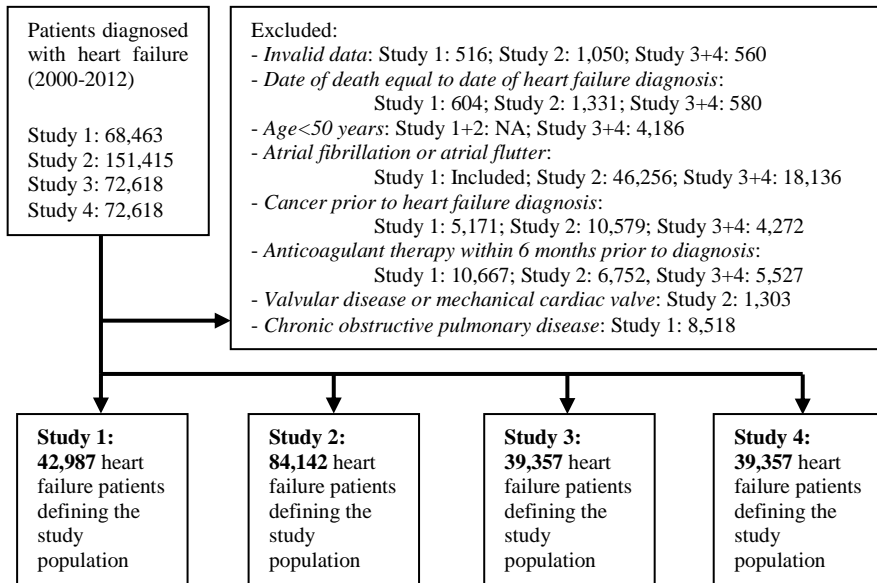 Patients diagnosed
with heart failure
(2000-2012)
Study 1: 68,463
Study 2: 151,415
Study 3: 72,618
Study 4: 72,618
Excluded:
- Invalid data: Study 1: 516; Study 2: 1,050; Study 3+4: 560
- Date of death equal to date of heart failure diagnosis:
Study 1: 604; Study 2: 1,331; Study 3+4: 580
- Age<50 years: Study 1+2: NA; Study 3+4: 4,186
- Atrial fibrillation or atrial flutter:
Study 1: Included; Study 2: 46,256; Study 3+4: 18,136
- Cancer prior to heart failure diagnosis:
Study 1: 5,171; Study 2: 10,579; Study 3+4: 4,272
- Anticoagulant therapy within 6 months prior to diagnosis:
Study 1: 10,667; Study 2: 6,752, Study 3+4: 5,527
- Valvular disease or mechanical cardiac valve: Study 2: 1,303
- Chronic obstructive pulmonary disease: Study 1: 8,518
Study 1:
42,987 heart
failure patients
defining the
study
population
Study 2:
84,142 heart
failure patients
defining the
study
population
Study 3:
39,357 heart
failure patients
defining the
study
population
Study 4:
39,357 heart
failure patients
defining the
study
population